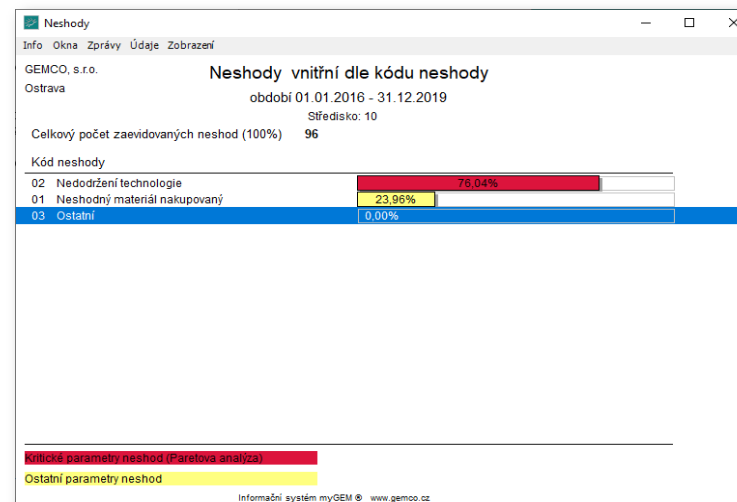 Neshody
Info Okna Zprávy Údaje Zobrazení
GEMCO, s.r.o.
Ostrava
Neshody vnitřní dle kódu neshody
období 01.01.2016 - 31.12.2019
Středisko: 10
Celkový počet zaevidovaných neshod (100%) 96
Kód neshody
02 Nedodržení technologie 76,04%
01 Neshodný materiál nakupovaný 23,96%
03 Ostatní 0,00%
Kritické parametry neshod (Paretova analýza)
Ostatní parametry neshod
Informační systém myGEM ® www.gemco.cz